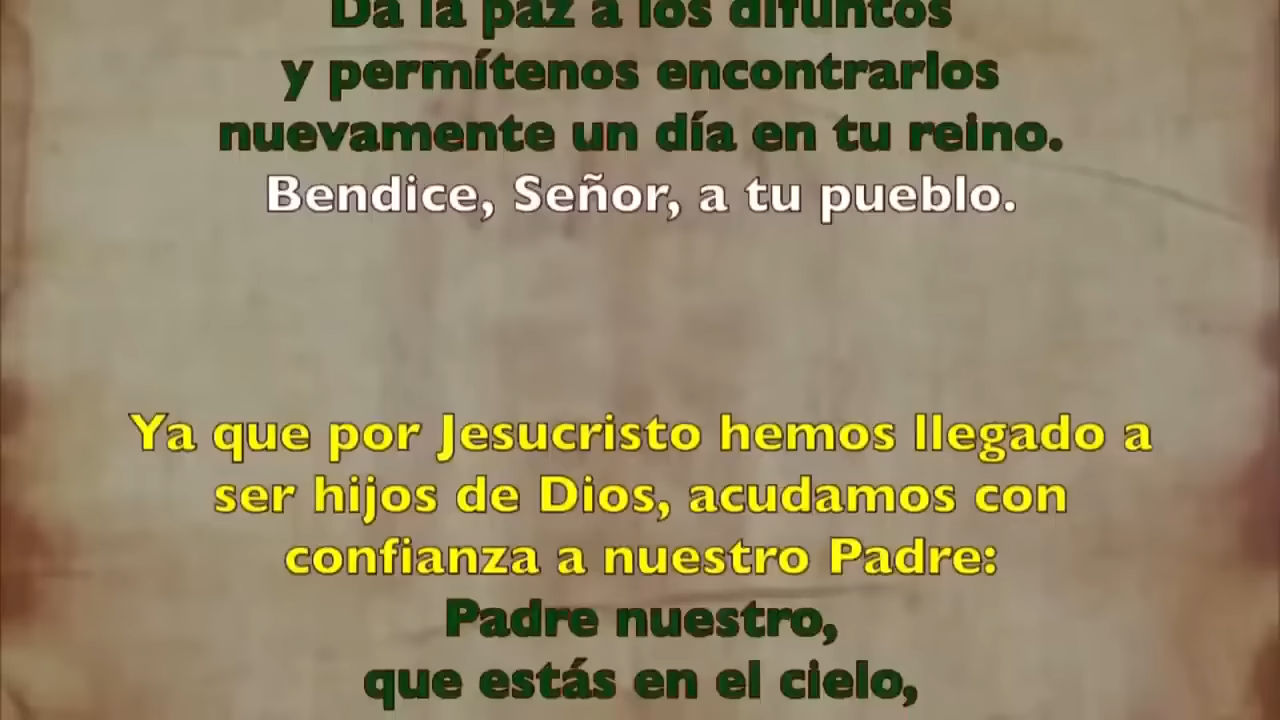 Da la paz a los difuntos
y permítenos encontrarlos
nuevamente un día en tu reino.
Bendice, Señor, a tu pueblo.
Ya que por Jesucristo hemos llegado a
ser hijos de Dios, acudamos con
confianza a nuestro Padre:
Padre nuestro,
que estás en el cielo,